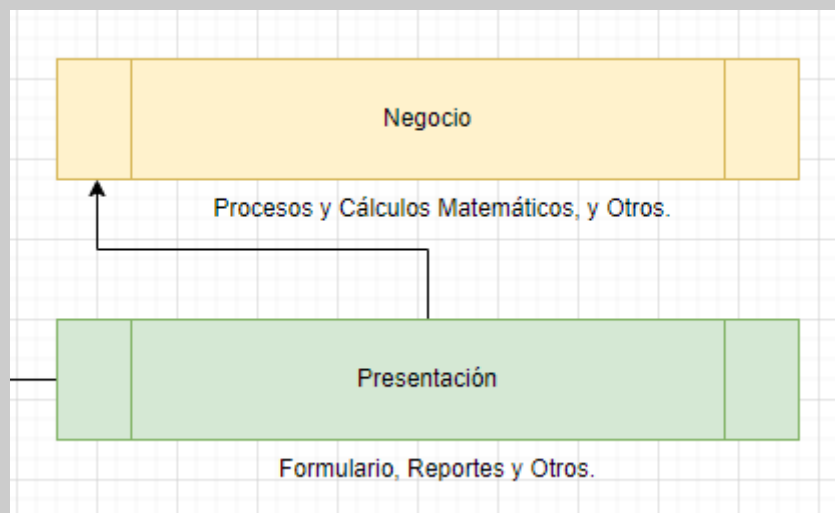 Negocio
Procesos y Cálculos Matemáticos, y Otros.
Presentación
Formulario, Reportes y Otros.